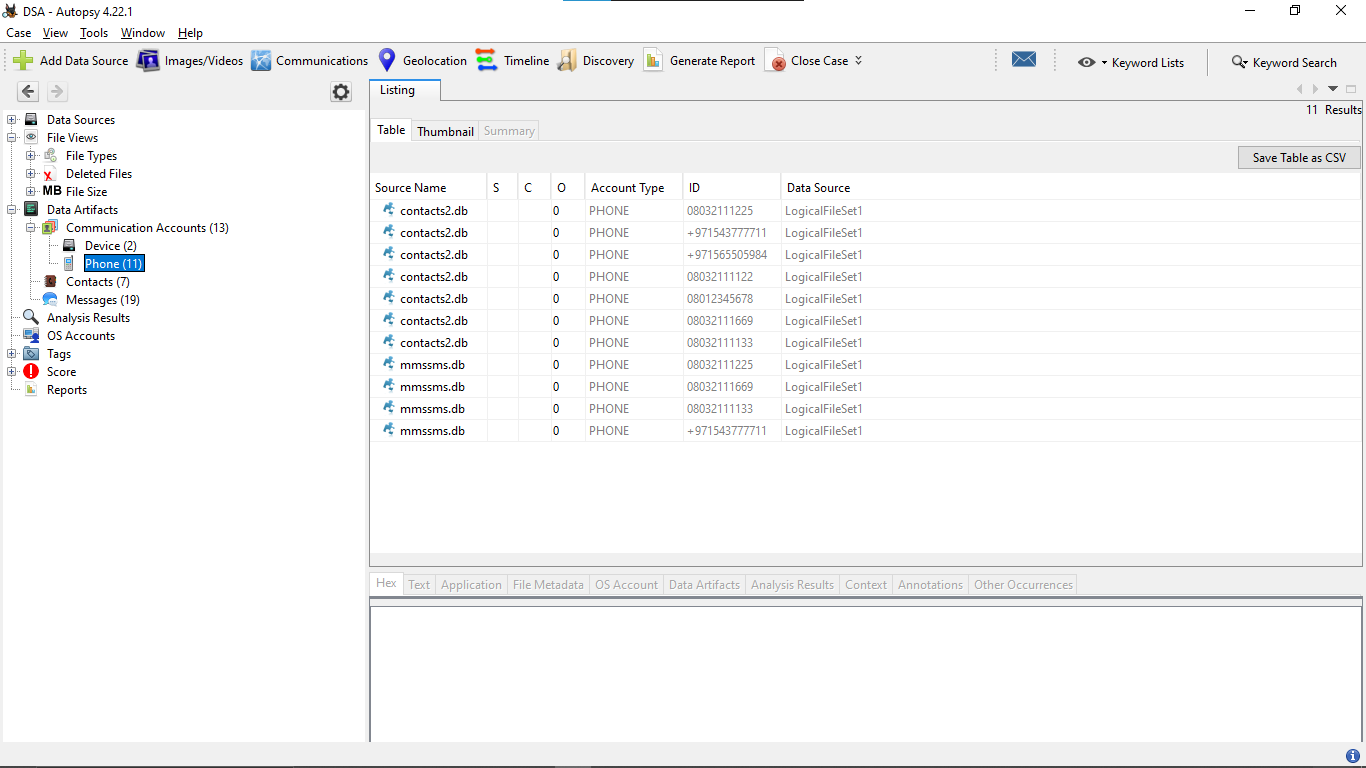 DSA - Autopsy 4.22.1
Case View Tools Window Help
Add Data Source Images/Videos Communications Geolocation Timeline Discovery Generate Report Close Case Keyword Lists Keyword Search
Data Sources
File Views
File Types
Deleted Files
MB File Size
Data Artifacts
Communication Accounts (13)
Device (2)
Phone (11)
Contacts (7)
Messages (19)
Analysis Results
OS Accounts
Tags
Score
Reports
Listing
11 Results
Table Thumbnail Summary
Save Table as CSV
Source Name S C O Account Type ID Data Source
contacts2.db 0 PHONE 08032111225 LogicalFileSet1
contacts2.db 0 PHONE +971543777711 LogicalFileSet1
contacts2.db 0 PHONE +971565505984 LogicalFileSet1
contacts2.db 0 PHONE 08032111122 LogicalFileSet1
contacts2.db 0 PHONE 08012345678 LogicalFileSet1
contacts2.db 0 PHONE 08032111669 LogicalFileSet1
contacts2.db 0 PHONE 08032111133 LogicalFileSet1
mmssms.db 0 PHONE 08032111225 LogicalFileSet1
mmssms.db 0 PHONE 08032111669 LogicalFileSet1
mmssms.db 0 PHONE 08032111133 LogicalFileSet1
mmssms.db 0 PHONE +971543777711 LogicalFileSet1
Hex Text Application File Metadata OS Account Data Artifacts Analysis Results Context Annotations Other Occurrences